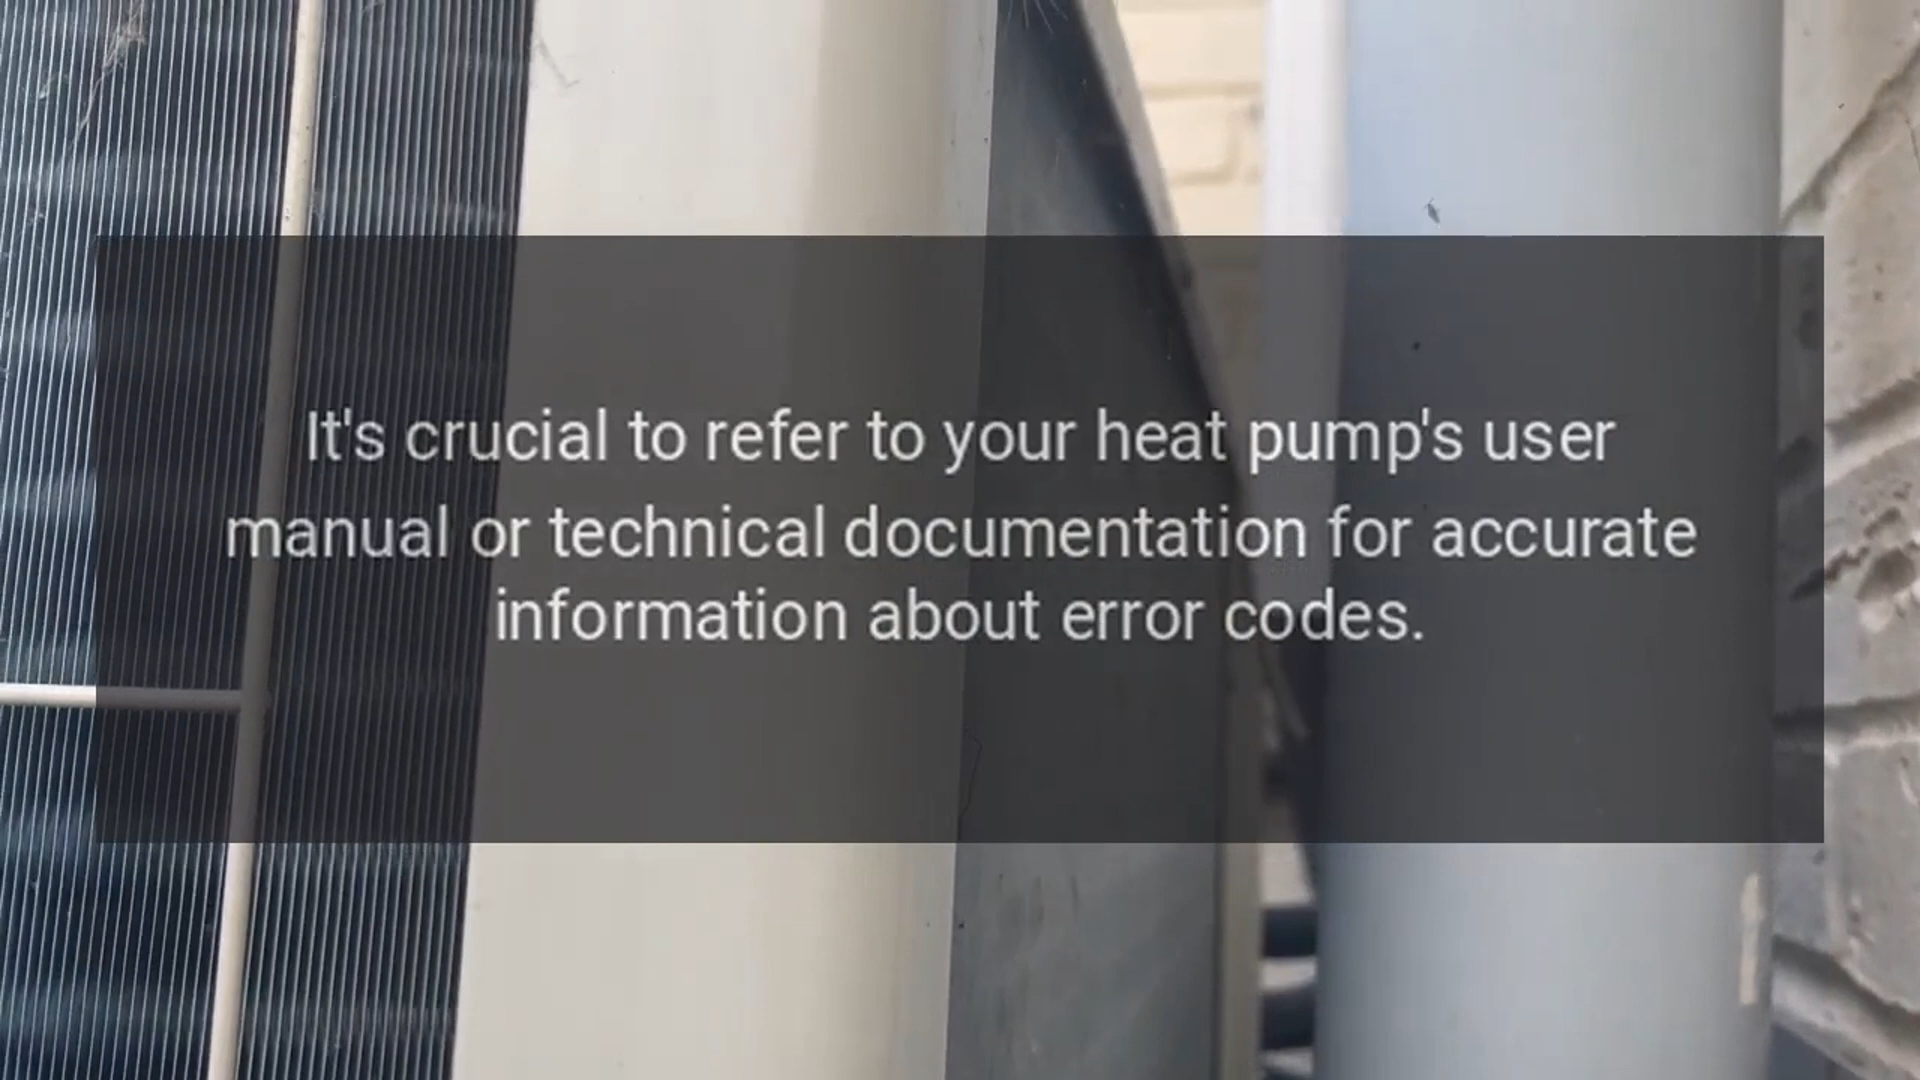 It's crucial to refer to your heat pump's user
manual or technical documentation for accurate
information about error codes.